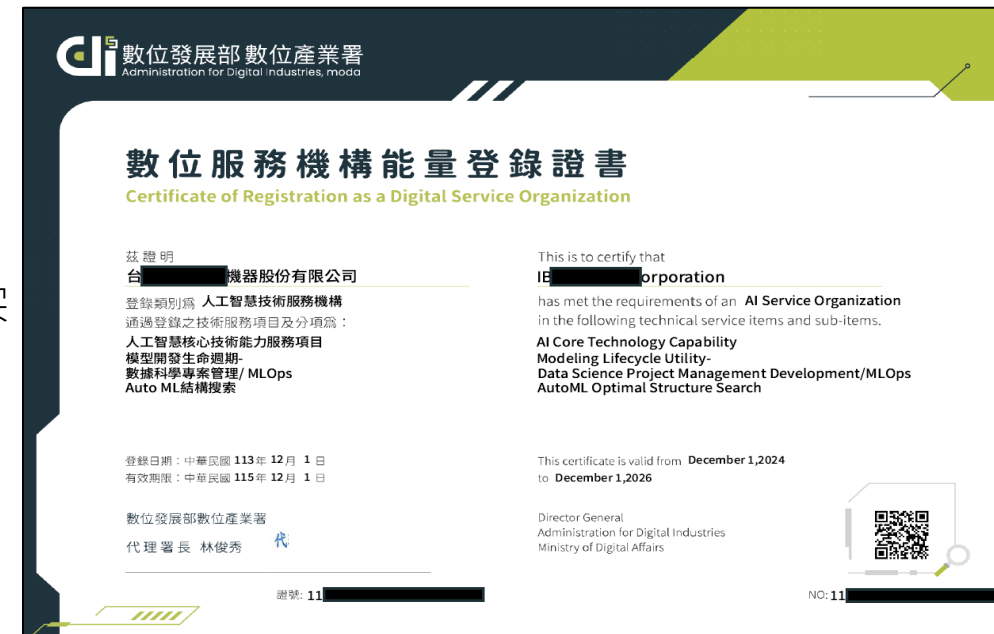 數位發展部 數位產業署
Administration for Digital Industries, moda
數位服務機構能量登錄證書
Certificate of Registration as a Digital Service Organization
茲證明
台 機器股份有限公司
登錄類別為 人工智慧技術服務機構
通過登錄之技術服務項目及分項為：
人工智慧核心技術能力服務項目
模型開發生命週期-
數據科學專案管理/ MLOps
Auto ML結構搜索
登錄日期：中華民國 113年 12月 1 日
有效期限：中華民國 115年 12月 1 日
數位發展部數位產業署
代理署長 林俊秀 代
證號: 11
This is to certify that
IB orporation
has met the requirements of an AI Service Organization
in the following technical service items and sub-items.
AI Core Technology Capability
Modeling Lifecycle Utility-
Data Science Project Management Development/MLOps
AutoML Optimal Structure Search
This certificate is valid from December 1,2024
to December 1,2026
Director General
Administration for Digital Industries
Ministry of Digital Affairs
NO: 11